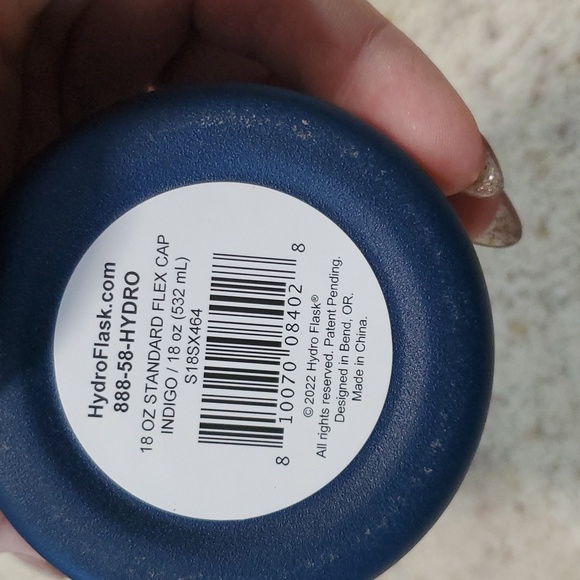 HydroFlask.com
888-58-HYDRO
18 OZ STANDARD FLEX CAP
INDIGO / 18 oz (532 mL)
S18SX464
8 10070 08402 8
© 2022 Hydro Flask®
All rights reserved. Patent Pending.
Designed in Bend, OR.
Made in China.